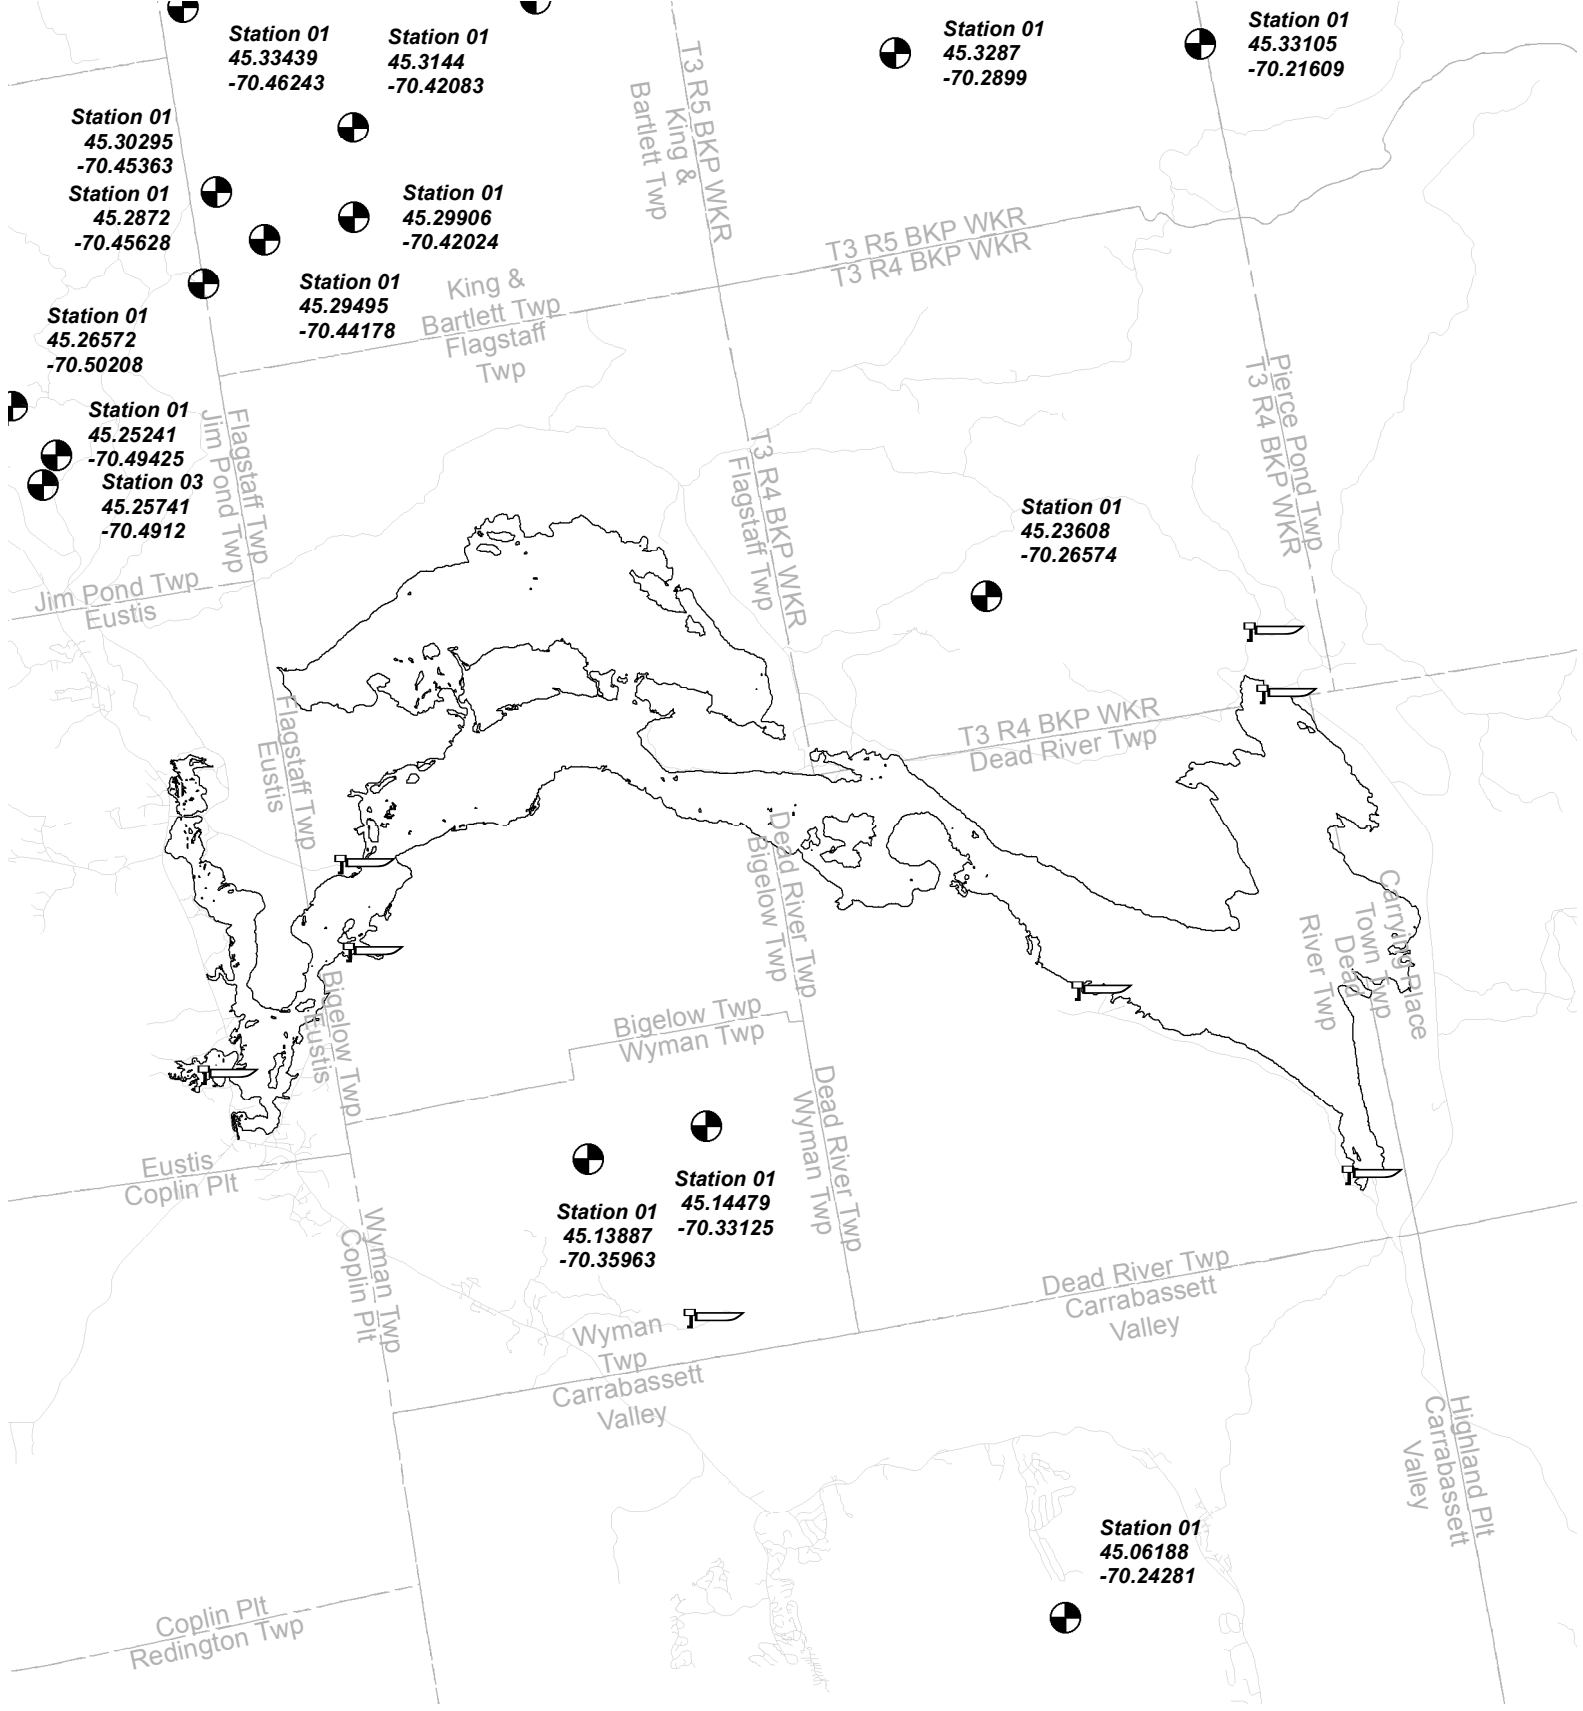 Station 01
45.33439
-70.46243
Station 01
45.3144
-70.42083
Station 01
45.3287
-70.2899
Station 01
45.33105
-70.21609
T3 R5 BKP WKR
King &
Bartlett Twp
Station 01
45.30295
-70.45363
Station 01
45.2872
-70.45628
Station 01
45.29906
-70.42024
T3 R5 BKP WKR
T3 R4 BKP WKR
Station 01
45.29495
-70.44178
King &
Bartlett Twp
Flagstaff
Twp
Station 01
45.26572
-70.50208
Pierce Pond Twp
T3 R4 BKP WKR
Station 01
45.25241
-70.49425
Station 03
45.25741
-70.4912
Flagstaff Twp
Jim Pond Twp
T3 R4 BKP WKR
Flagstaff Twp
Station 01
45.23608
-70.26574
Jim Pond Twp
Eustis
Flagstaff Twp
Eustis
T3 R4 BKP WKR
Dead River Twp
Dead River Twp
Bigelow Twp
Carrying Place
Town Twp
Dead
River Twp
Bigelow Twp
Eustis
Bigelow Twp
Wyman Twp
Dead River Twp
Wyman Twp
Eustis
Coplin Plt
Station 01
45.14479
-70.33125
Station 01
45.13887
-70.35963
Wyman Twp
Coplin Plt
Dead River Twp
Carrabassett
Valley
Wyman
Twp
Carrabassett
Valley
Highland Plt
Carrabassett
Valley
Station 01
45.06188
-70.24281
Coplin Plt
Redington Twp